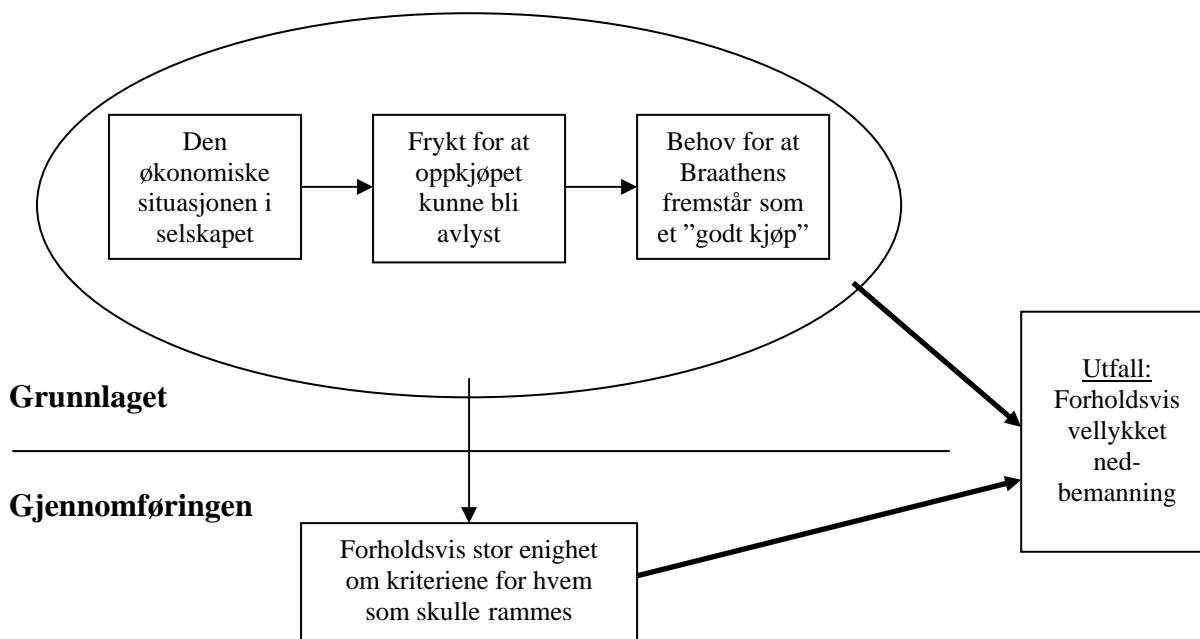 Den
økonomiske
situasjonen i
selskapet
Frykt for at
oppkjøpet
kunne bli
avlyst
Behov for at
Braathens
fremstår som
et ”godt kjøp”
Grunnlaget
Utfall:
Forholdsvis
vellykket
ned-
bemanning
Gjennomføringen
Forholdsvis stor enighet
om kriteriene for hvem
som skulle rammes